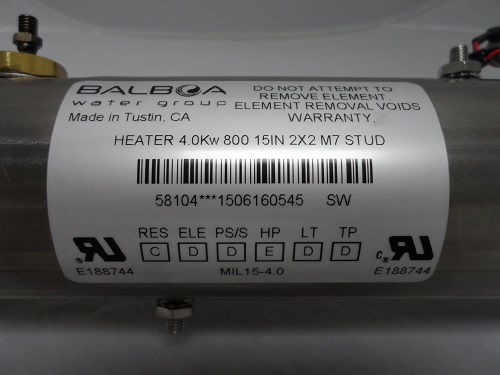 BALBOA
water group
Made in Tustin, CA
DO NOT ATTEMPT TO
REMOVE ELEMENT.
ELEMENT REMOVAL VOIDS
WARRANTY.
HEATER 4.0Kw 800 15IN 2X2 M7 STUD
58104***1506160545 SW
RES ELE PS/S HP LT TP
C D D E D D
RU E188744
MIL15-4.0
c RU E188744